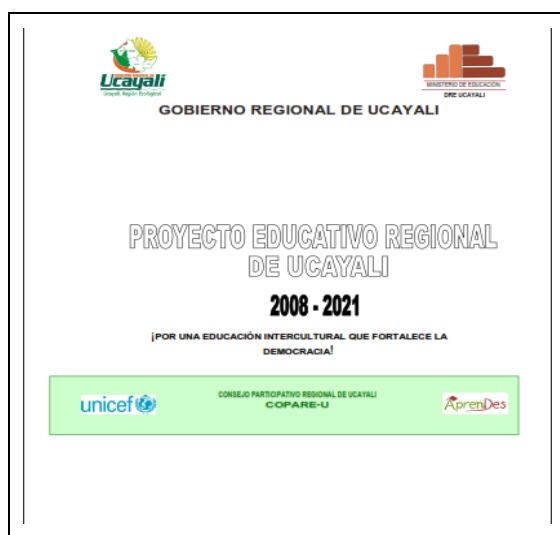 Ucayali
Ucayali, Región Ecológica
MINISTERIO DE EDUCACIÓN
DRE UCAYALI
GOBIERNO REGIONAL DE UCAYALI
PROYECTO EDUCATIVO REGIONAL
DE UCAYALI
2008 - 2021
¡POR UNA EDUCACIÓN INTERCULTURAL QUE FORTALECE LA
DEMOCRACIA!
unicef
CONSEJO PARTICIPATIVO REGIONAL DE UCAYALI
COPARE-U
AprenDes